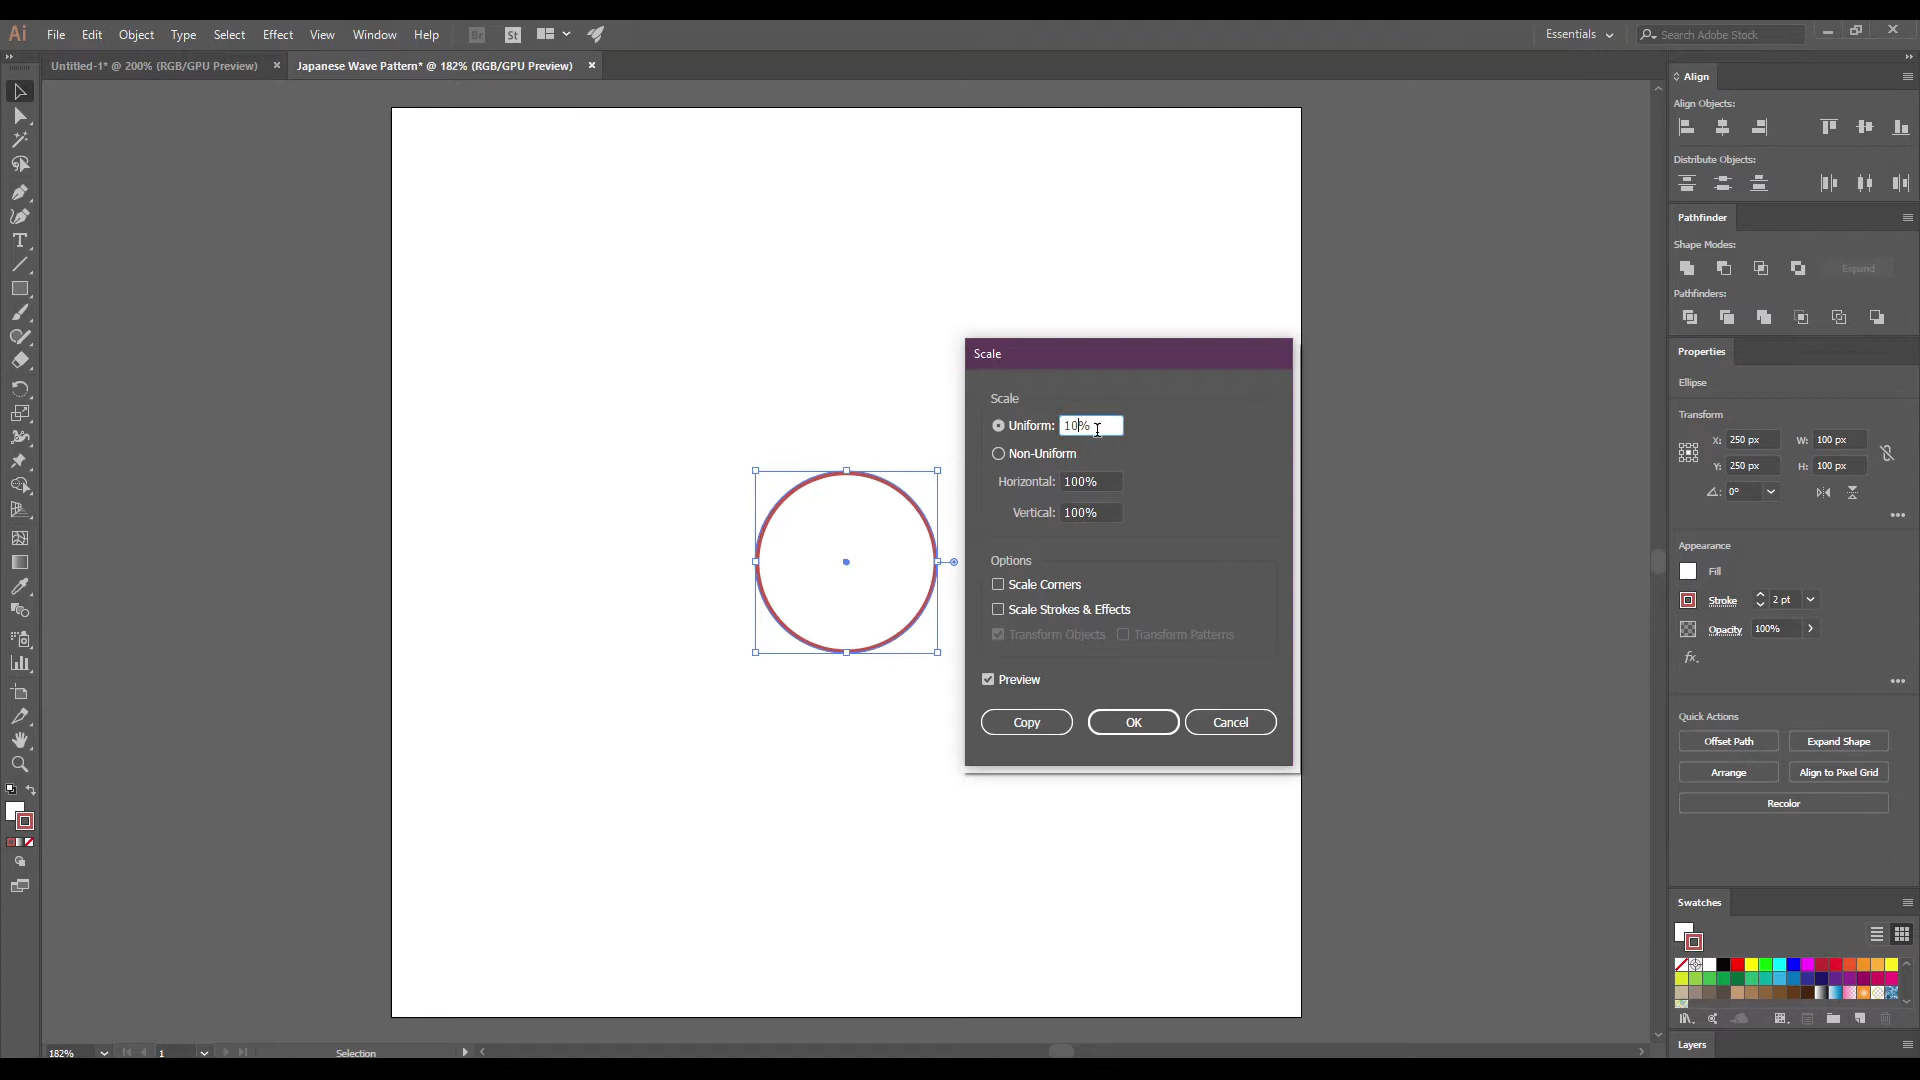 Ai File Edit Object Type Select Effect View Window Help Br St Essentials Search Adobe Stock
Untitled-1* @ 200% (RGB/GPU Preview) × Japanese Wave Pattern* @ 182% (RGB/GPU Preview) ×
Align
Align Objects:
Distribute Objects:
Pathfinder
Shape Modes:
Expand
Pathfinders:
Properties
Ellipse
Transform
X: 250 px W: 100 px
Y: 250 px H: 100 px
0°
Appearance
Fill
Stroke 2 pt
Opacity 100%
fx.
Quick Actions
Offset Path Expand Shape
Arrange Align to Pixel Grid
Recolor
Swatches
Layers
Scale
Scale
Uniform: 10%
Non-Uniform
Horizontal: 100%
Vertical: 100%
Options
Scale Corners
Scale Strokes & Effects
Transform Objects Transform Patterns
Preview
Copy OK Cancel
182% 1 Selection